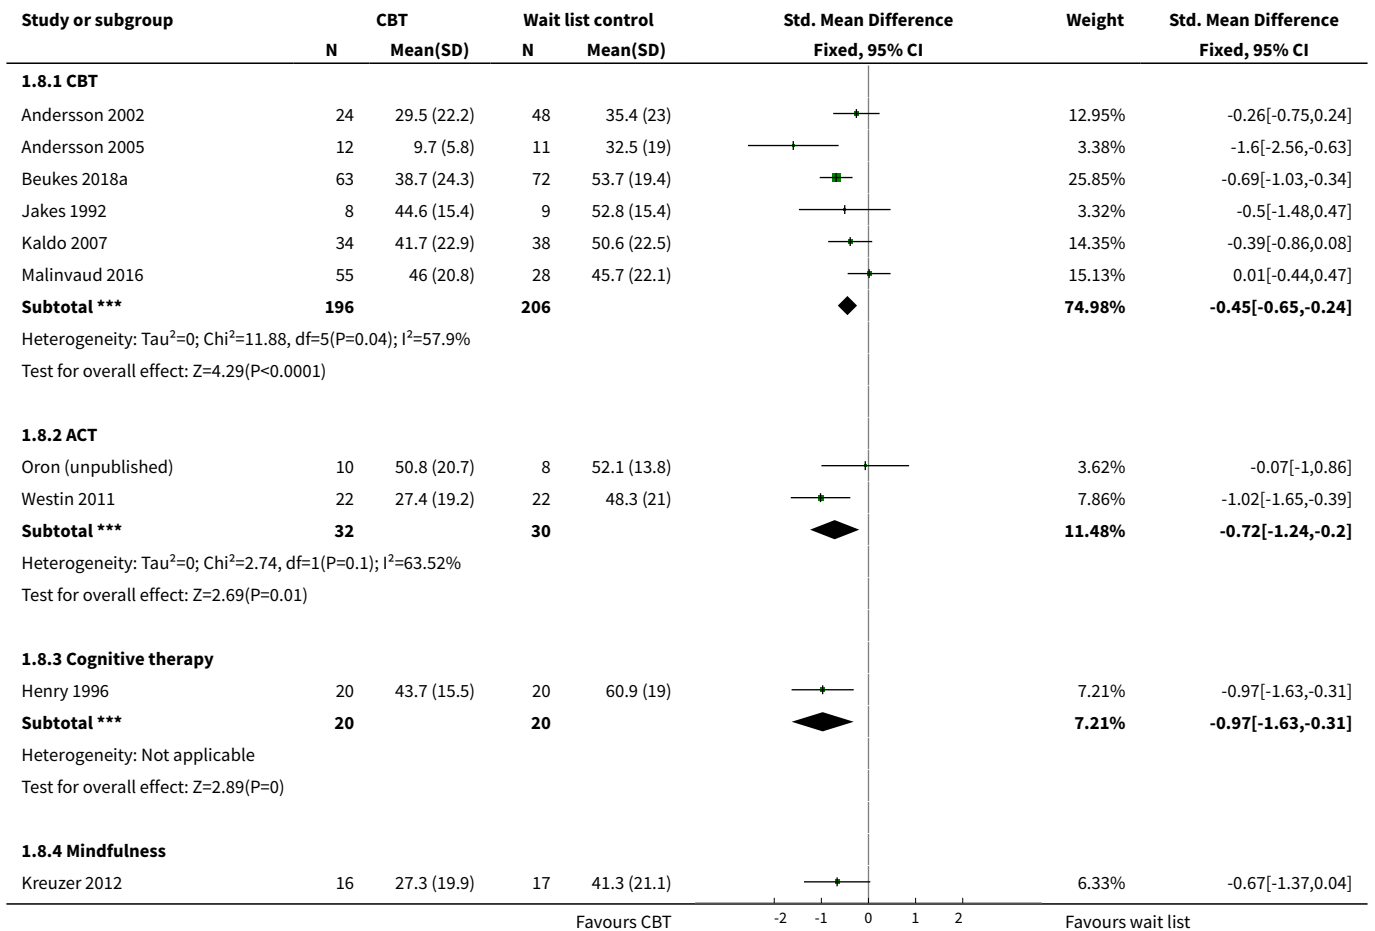 Study or subgroup CBT Wait list control Std. Mean Difference Weight Std. Mean Difference
N Mean(SD) N Mean(SD) Fixed, 95% CI Fixed, 95% CI
1.8.1 CBT
Andersson 2002 24 29.5 (22.2) 48 35.4 (23) 12.95% -0.26[-0.75,0.24]
Andersson 2005 12 9.7 (5.8) 11 32.5 (19) 3.38% -1.6[-2.56,-0.63]
Beukes 2018a 63 38.7 (24.3) 72 53.7 (19.4) 25.85% -0.69[-1.03,-0.34]
Jakes 1992 8 44.6 (15.4) 9 52.8 (15.4) 3.32% -0.5[-1.48,0.47]
Kaldo 2007 34 41.7 (22.9) 38 50.6 (22.5) 14.35% -0.39[-0.86,0.08]
Malinvaud 2016 55 46 (20.8) 28 45.7 (22.1) 15.13% 0.01[-0.44,0.47]
Subtotal *** 196 206 74.98% -0.45[-0.65,-0.24]
Heterogeneity: Tau²=0; Chi²=11.88, df=5(P=0.04); I²=57.9%
Test for overall effect: Z=4.29(P<0.0001)
1.8.2 ACT
Oron (unpublished) 10 50.8 (20.7) 8 52.1 (13.8) 3.62% -0.07[-1,0.86]
Westin 2011 22 27.4 (19.2) 22 48.3 (21) 7.86% -1.02[-1.65,-0.39]
Subtotal *** 32 30 11.48% -0.72[-1.24,-0.2]
Heterogeneity: Tau²=0; Chi²=2.74, df=1(P=0.1); I²=63.52%
Test for overall effect: Z=2.69(P=0.01)
1.8.3 Cognitive therapy
Henry 1996 20 43.7 (15.5) 20 60.9 (19) 7.21% -0.97[-1.63,-0.31]
Subtotal *** 20 20 7.21% -0.97[-1.63,-0.31]
Heterogeneity: Not applicable
Test for overall effect: Z=2.89(P=0)
1.8.4 Mindfulness
Kreuzer 2012 16 27.3 (19.9) 17 41.3 (21.1) 6.33% -0.67[-1.37,0.04]
Favours CBT -2 -1 0 1 2 Favours wait list